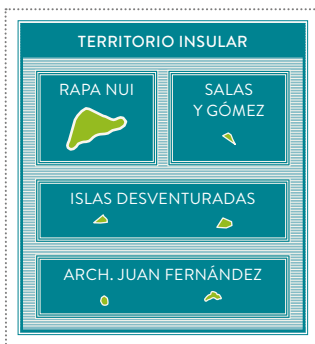 TERRITORIO INSULAR
RAPA NUI
SALAS
Y GÓMEZ
ISLAS DESVENTURADAS
ARCH. JUAN FERNÁNDEZ